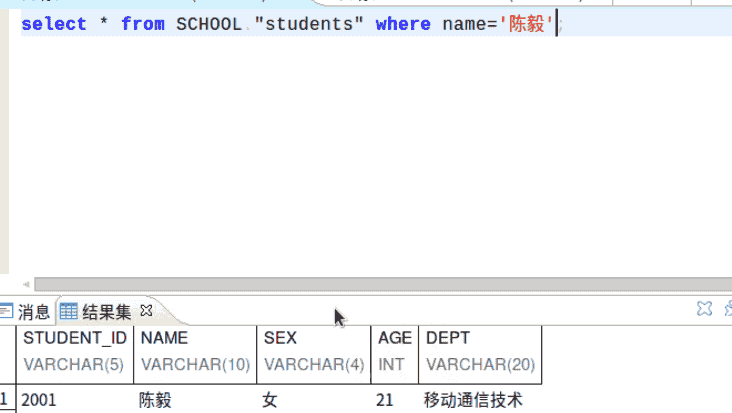 select * from SCHOOL."students" where name='陈毅';
消息 结果集
STUDENT_ID NAME SEX AGE DEPT
VARCHAR(5) VARCHAR(10) VARCHAR(4) INT VARCHAR(20)
1 2001 陈毅 女 21 移动通信技术